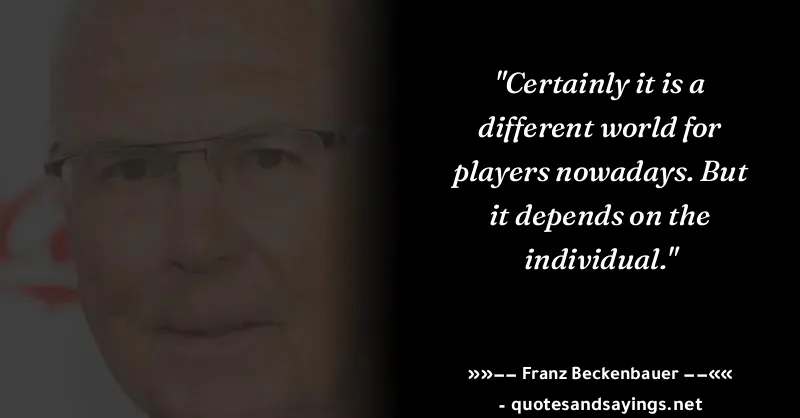 "Certainly it is a
different world for
players nowadays. But
it depends on the
individual."
»»–– Franz Beckenbauer ––««
- quotesandsayings.net